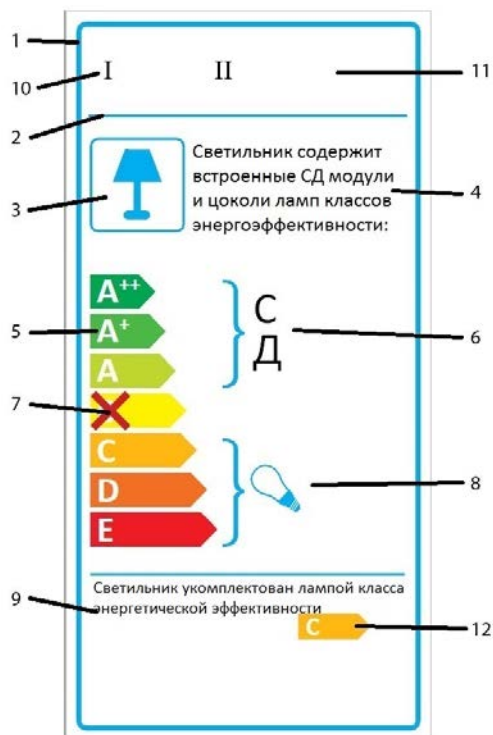 1
10
I
II
11
2
Светильник содержит
встроенные СД модули
и цоколи ламп классов
энергоэффективности:
3
4
A++
A+
A
5
С
Д
6
7
C
D
E
8
Светильник укомплектован лампой класса
энергетической эффективности
9
C
12